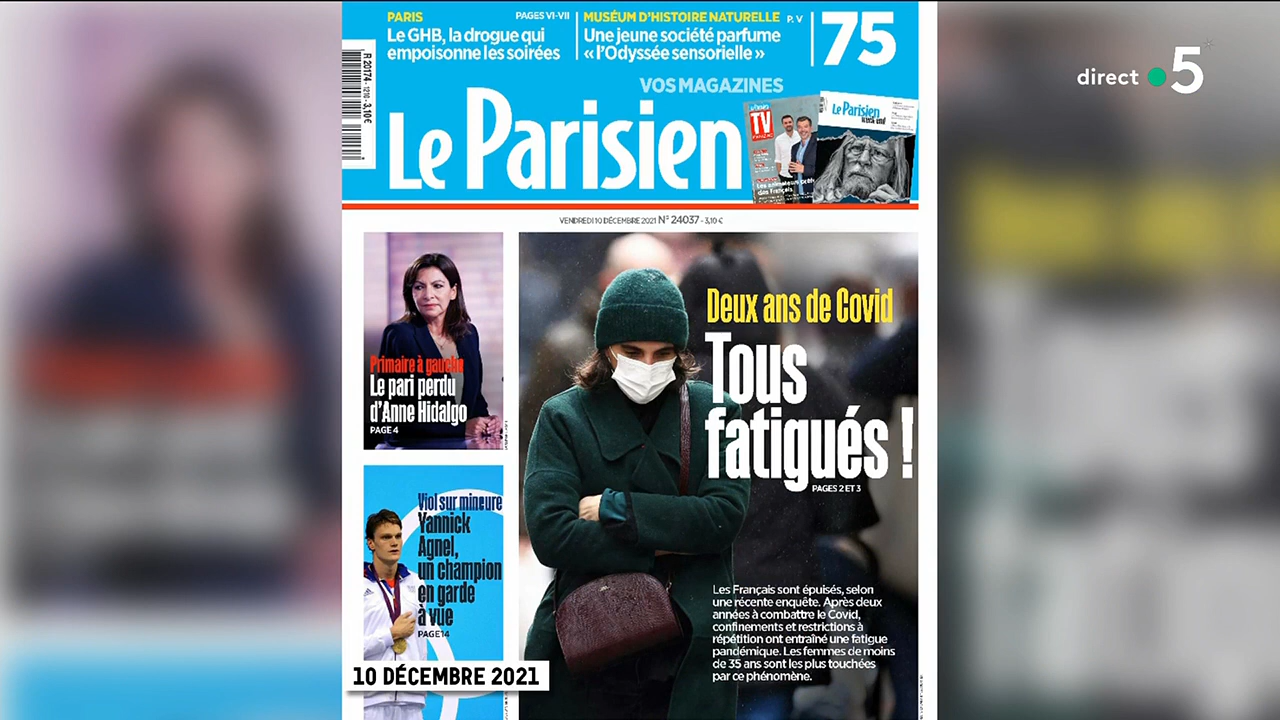 PARIS
PAGES VI-VII
Le GHB, la drogue qui
empoisonne les soirées
MUSÉUM D'HISTOIRE NATURELLE P. V
Une jeune société parfume
« l'Odyssée sensorielle »
75
direct 5
VOS MAGAZINES
R 20174 - 1210 - 3,10 €
Le Parisien
TV
Le Parisien
VENDREDI 10 DÉCEMBRE 2021 N° 24037 - 3,10 €
Primaire à gauche
Le pari perdu
d'Anne Hidalgo
PAGE 4
Deux ans de Covid
Tous
fatigués !
PAGES 2 ET 3
Viol sur mineure
Yannick
Agnel,
un champion
en garde
à vue
PAGE 14
Les Français sont épuisés, selon
une récente enquête. Après deux
années à combattre le Covid,
confinements et restrictions à
répétition ont entraîné une fatigue
pandémique. Les femmes de moins
de 35 ans sont les plus touchées
par ce phénomène.
10 DÉCEMBRE 2021